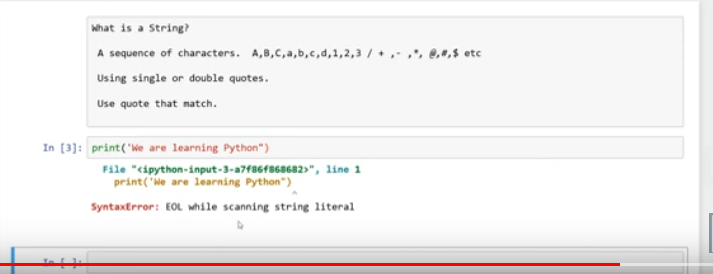 What is a String?
A sequence of characters.  A,B,C,a,b,c,d,1,2,3 / + ,- ,*, @,#,$ etc
Using single or double quotes.
Use quote that match.
In [3]: print('We are learning Python")
File "<ipython-input-3-a7f86f868682>", line 1
print('We are learning Python")
^
SyntaxError: EOL while scanning string literal
In [ ]: